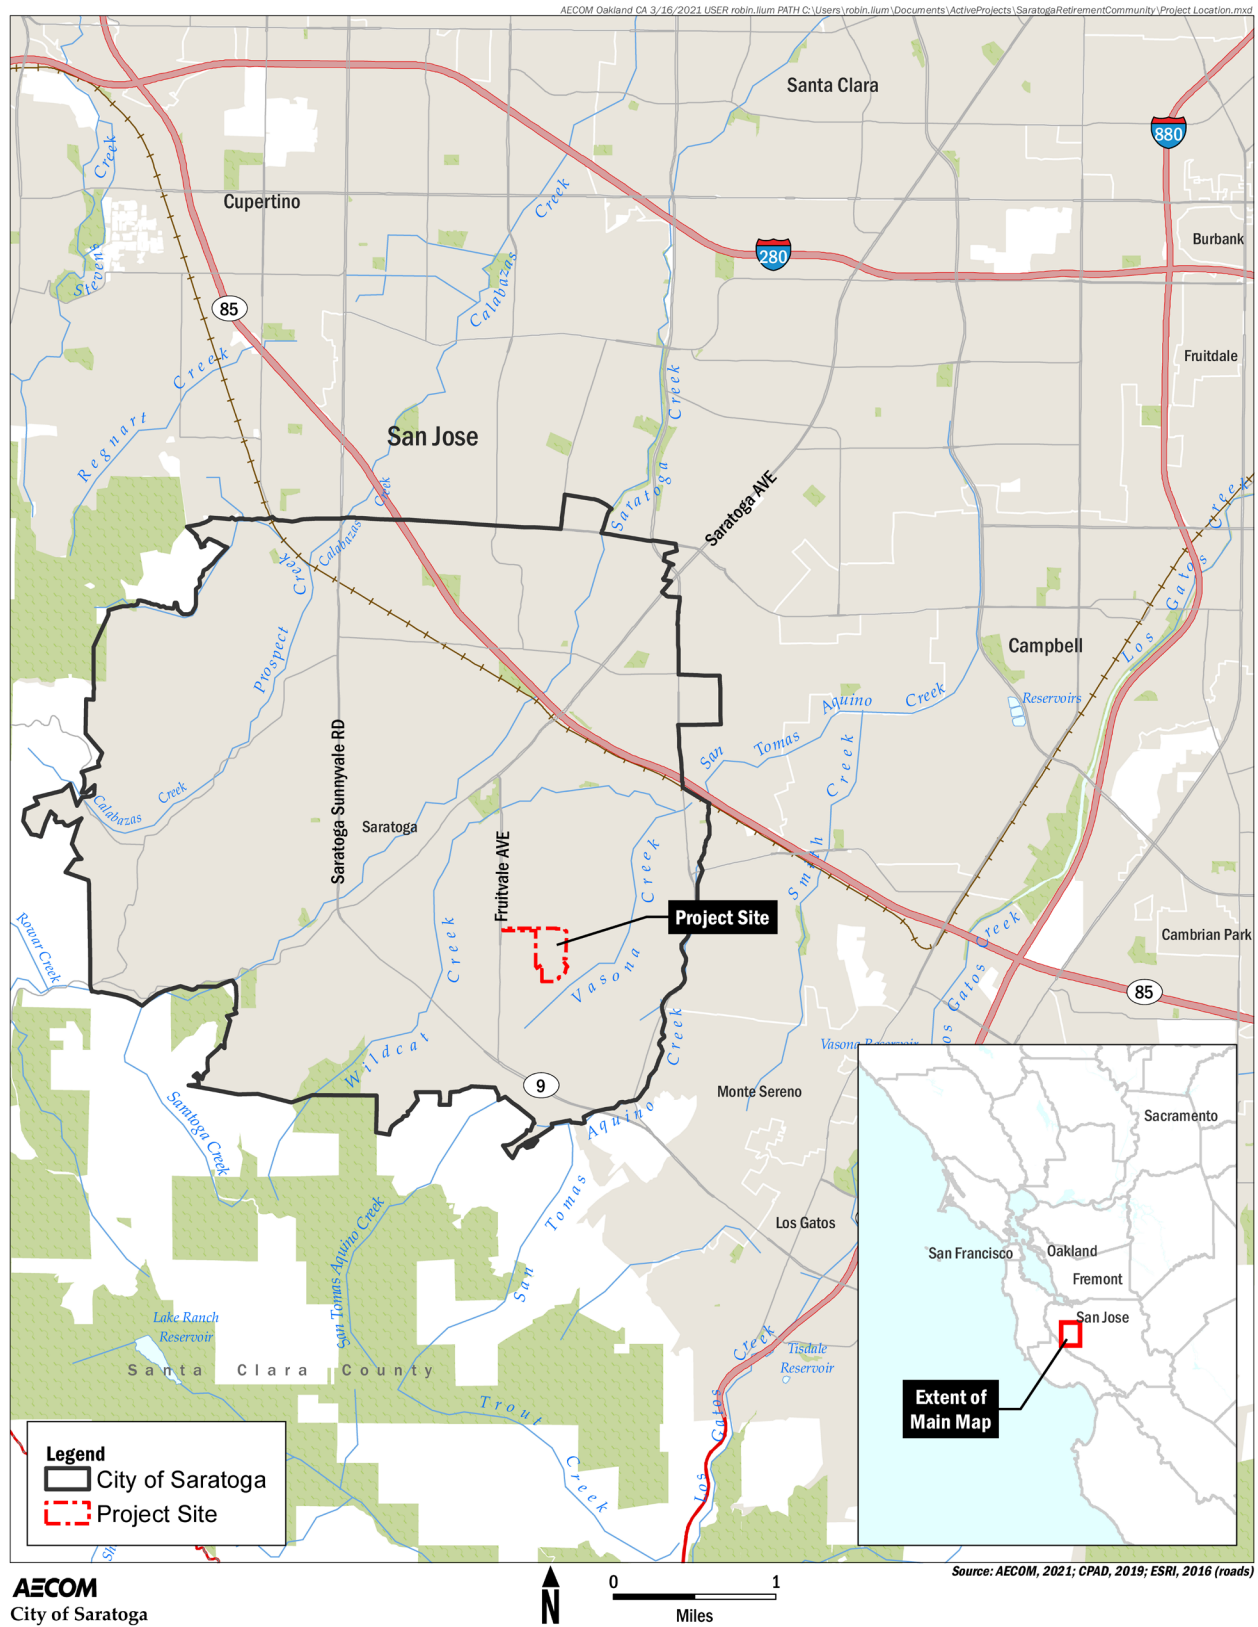 AECOM Oakland CA 3/16/2021 USER robin.lium PATH C:\Users\robin.lium\Documents\ActiveProjects\SaratogaRetirementCommunity\Project Location.mxd
Santa Clara
880
Creek
Cupertino
Creek
Burbank
280
Stevens
Calabazas
85
Creek
Fruitdale
Regnart
Creek
San Jose
Creek
Saratoga
Saratoga AVE
Creek
Calabazas
Creek
Gatos
Los
Campbell
Prospect
Aquino
Creek
Reservoirs
San
Tomas
Creek
Saratoga Sunnyvale RD
Calabazas
Creek
Saratoga
Fruitvale AVE
Creek
Smith
Project Site
Rowar Creek
Creek
Creek
Cambrian Park
Vasona
Gatos
85
Creek
Wildcat
Vasona Reservoir
9
Monte Sereno
Aquino
Saratoga Creek
Tomas
San
San Tomas Aquino Creek
Los Gatos
Lake Ranch
Reservoir
Santa Clara County
Creek
Tisdale
Reservoir
Gatos
Los
Trout
Creek
Sacramento
San Francisco
Oakland
Fremont
San Jose
Extent of
Main Map
Legend
City of Saratoga
Project Site
Source: AECOM, 2021; CPAD, 2019; ESRI, 2016 (roads)
AECOM
City of Saratoga
N
0 1
Miles